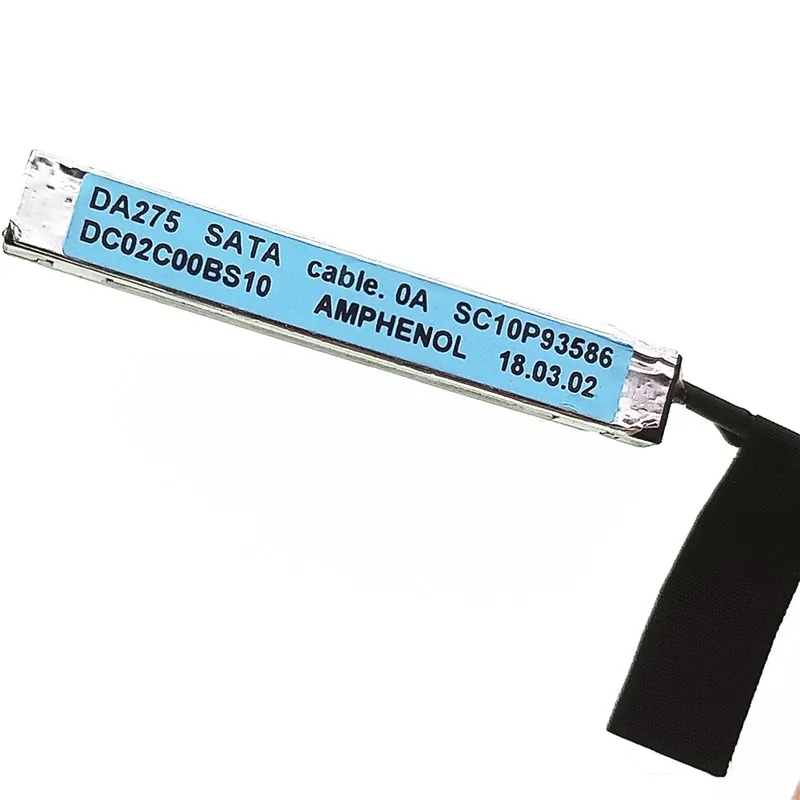 DA275 SATA cable. 0A SC10P93586
DC02C00BS10 AMPHENOL 18.03.02